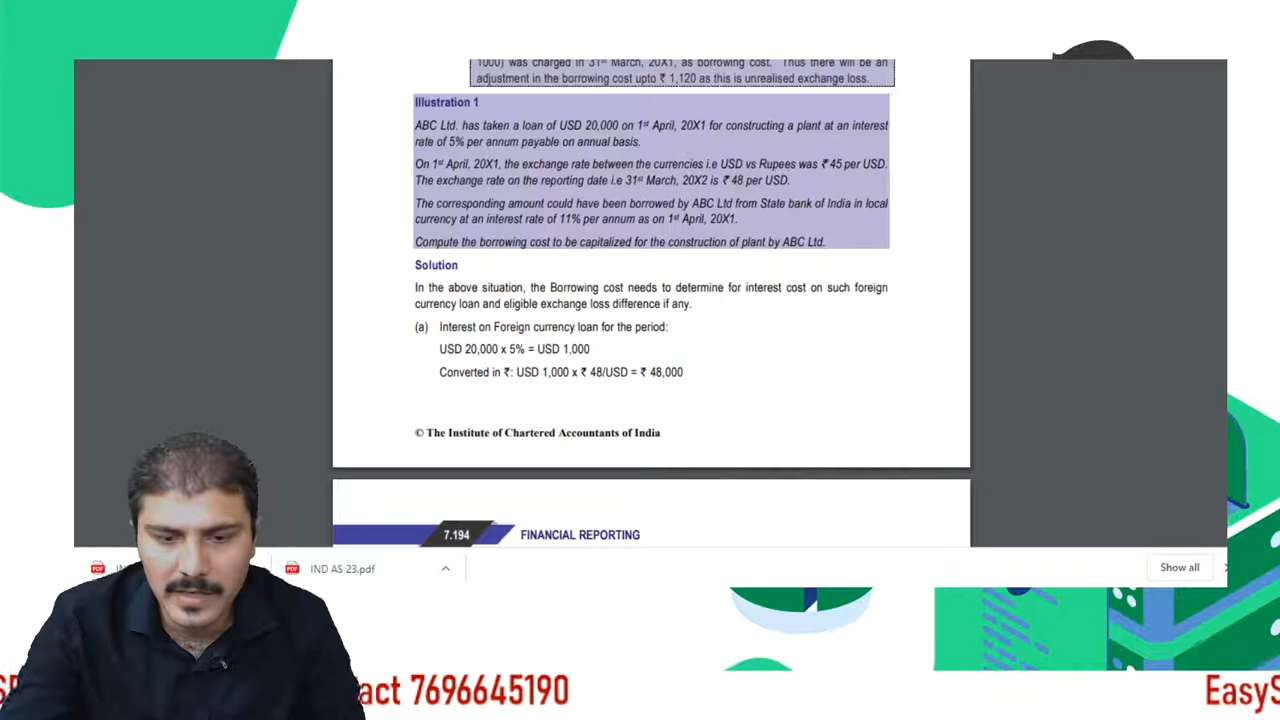 1000) was charged in 31st March, 20X1, as borrowing cost. Thus there will be an
adjustment in the borrowing cost upto ₹ 1,120 as this is unrealised exchange loss.
Illustration 1
ABC Ltd. has taken a loan of USD 20,000 on 1st April, 20X1 for constructing a plant at an interest
rate of 5% per annum payable on annual basis.
On 1st April, 20X1, the exchange rate between the currencies i.e USD vs Rupees was ₹ 45 per USD.
The exchange rate on the reporting date i.e 31st March, 20X2 is ₹ 48 per USD.
The corresponding amount could have been borrowed by ABC Ltd from State bank of India in local
currency at an interest rate of 11% per annum as on 1st April, 20X1.
Compute the borrowing cost to be capitalized for the construction of plant by ABC Ltd.
Solution
In the above situation, the Borrowing cost needs to determine for interest cost on such foreign
currency loan and eligible exchange loss difference if any.
(a) Interest on Foreign currency loan for the period:
USD 20,000 x 5% = USD 1,000
Converted in ₹: USD 1,000 x ₹ 48/USD = ₹ 48,000
© The Institute of Chartered Accountants of India
7.194 FINANCIAL REPORTING
IND AS 23.pdf
Show all
act 7696645190
EasyS